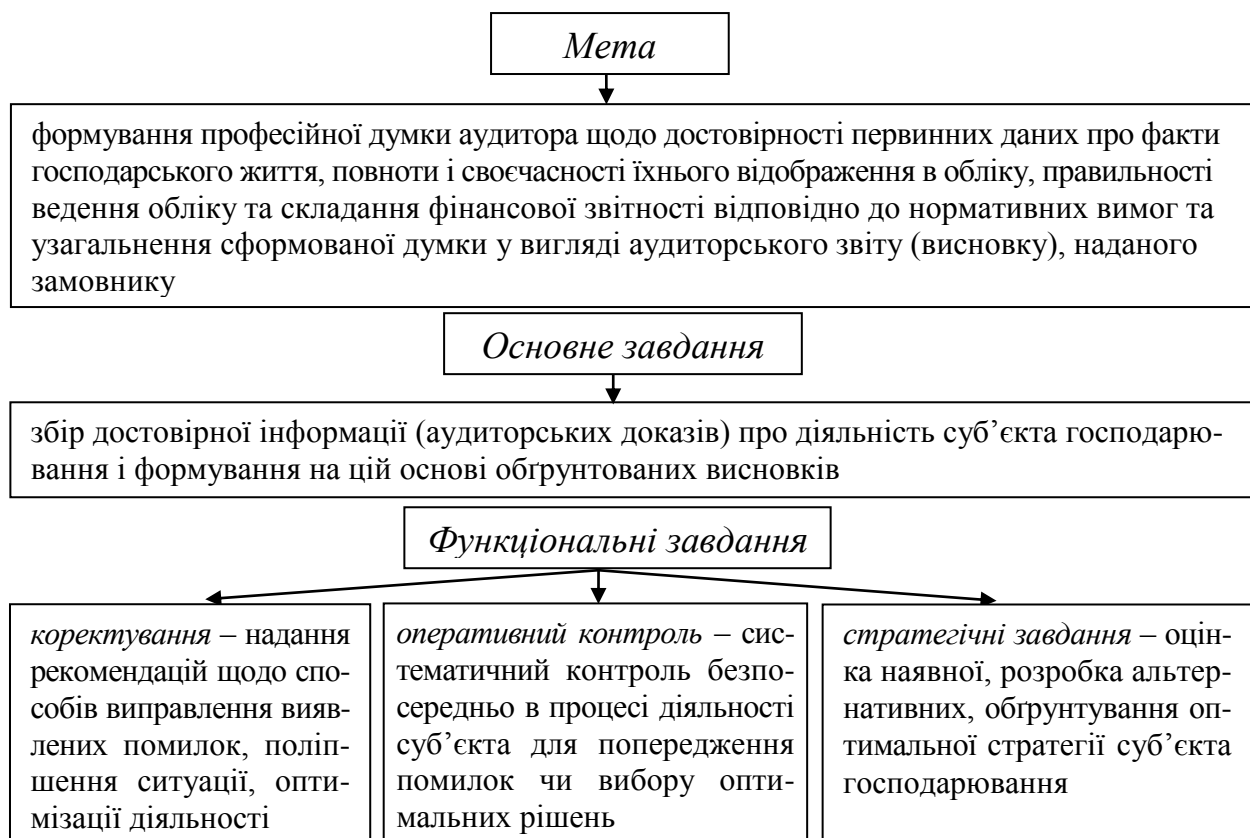 Мета
формування професійної думки аудитора щодо достовірності первинних даних про факти
господарського життя, повноти і своєчасності їхнього відображення в обліку, правильності
ведення обліку та складання фінансової звітності відповідно до нормативних вимог та
узагальнення сформованої думки у вигляді аудиторського звіту (висновку), наданого
замовнику
Основне завдання
збір достовірної інформації (аудиторських доказів) про діяльність суб’єкта господарю-
вання і формування на цій основі обґрунтованих висновків
Функціональні завдання
коректування – надання
рекомендацій щодо спо-
собів виправлення вияв-
лених помилок, поліп-
шення ситуації, опти-
мізації діяльності
оперативний контроль – сис-
тематичний контроль безпо-
середньо в процесі діяльності
суб’єкта для попередження
помилок чи вибору опти-
мальних рішень
стратегічні завдання – оцін-
ка наявної, розробка альтер-
нативних, обґрунтування оп-
тимальної стратегії суб’єкта
господарювання